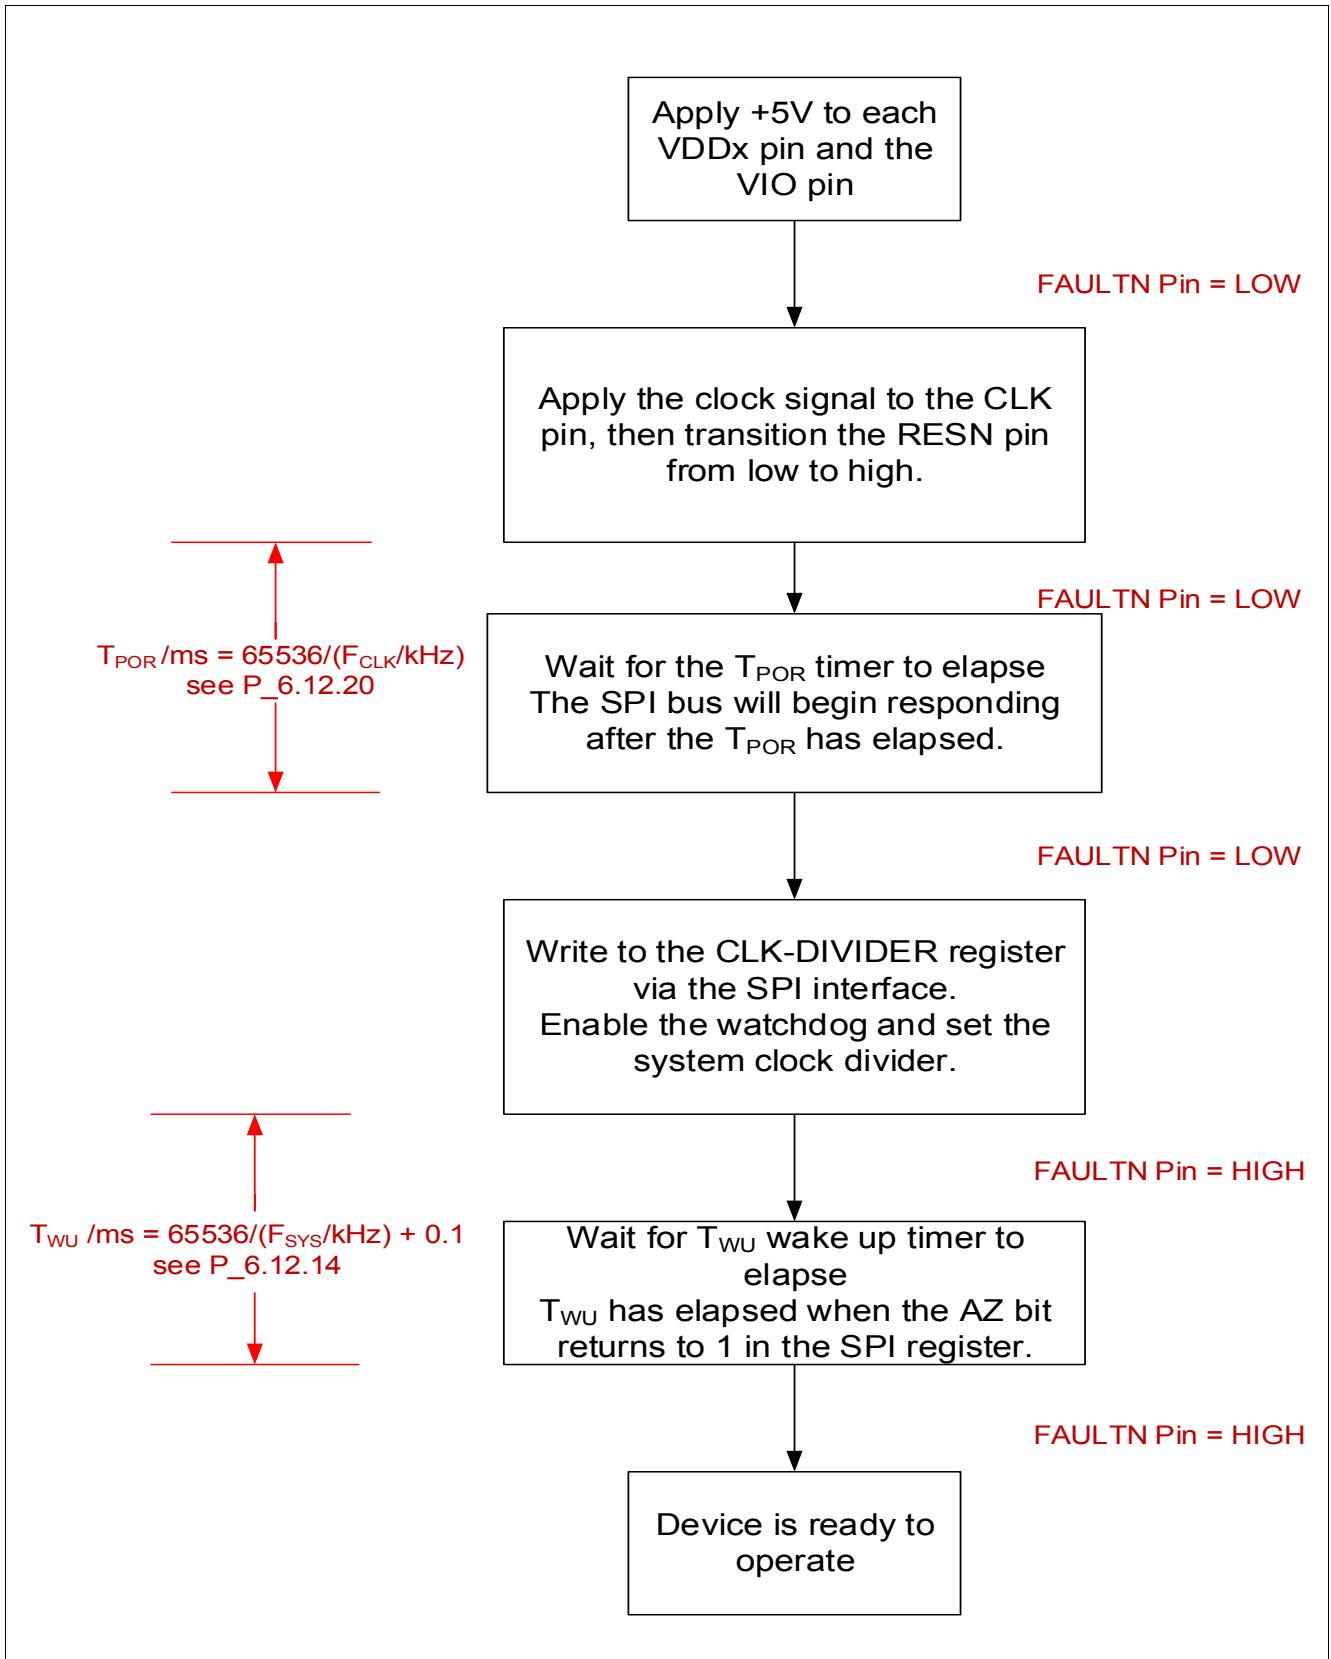 Apply +5V to each
VDDx pin and the
VIO pin
FAULTN Pin = LOW
Apply the clock signal to the CLK
pin, then transition the RESN pin
from low to high.
FAULTN Pin = LOW
TPOR /ms = 65536/(FCLK/kHz)
see P_6.12.20
Wait for the TPOR timer to elapse
The SPI bus will begin responding
after the TPOR has elapsed.
FAULTN Pin = LOW
Write to the CLK-DIVIDER register
via the SPI interface.
Enable the watchdog and set the
system clock divider.
FAULTN Pin = HIGH
TWU /ms = 65536/(FSYS/kHz) + 0.1
see P_6.12.14
Wait for TWU wake up timer to
elapse
TWU has elapsed when the AZ bit
returns to 1 in the SPI register.
FAULTN Pin = HIGH
Device is ready to
operate